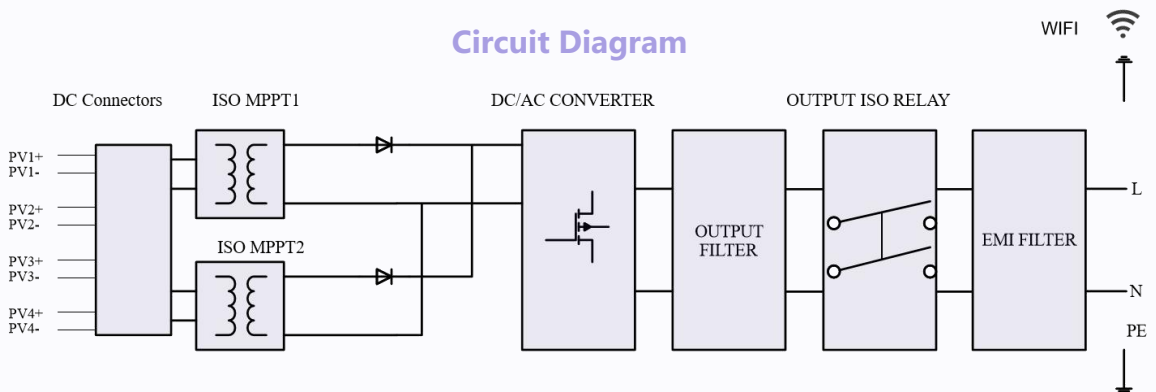 WIFI
Circuit Diagram
DC Connectors
ISO MPPT1
DC/AC CONVERTER
OUTPUT ISO RELAY
PV1+
PV1-
PV2+
PV2-
PV3+
PV3-
PV4+
PV4-
ISO MPPT2
OUTPUT
FILTER
EMI FILTER
L
N
PE